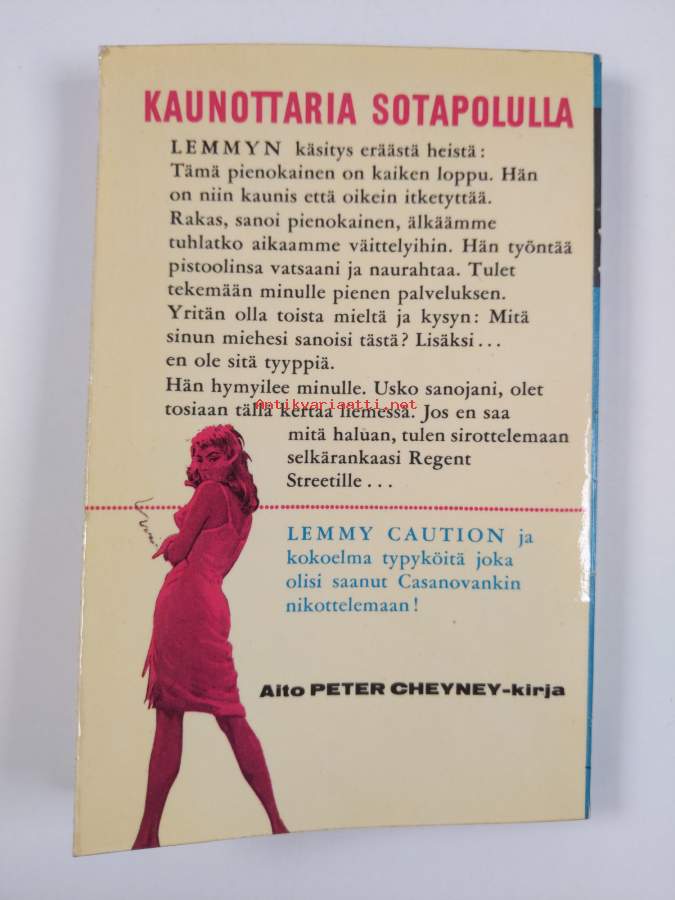 KAUNOTTARIA SOTAPOLULLA
LEMMYN käsitys eräästä heistä:
Tämä pienokainen on kaiken loppu. Hän
on niin kaunis että oikein itketyttää.
Rakas, sanoi pienokainen, älkäämme
tuhlatko aikaamme väittelyihin. Hän työntää
pistoolinsa vatsaani ja naurahtaa. Tulet
tekemään minulle pienen palveluksen.
Yritän olla toista mieltä ja kysyn: Mitä
sinun miehesi sanoisi tästä? Lisäksi...
en ole sitä tyyppiä.
Hän hymyilee minulle. Usko sanojani, olet
tosiaan tällä kertaa liemessä. Jos en saa
Antikvariaatti.net
mitä haluan, tulen sirottelemaan
selkärankaasi Regent
Streetille...
LEMMY CAUTION ja
kokoelma typyköitä joka
olisi saanut Casanovankin
nikottelemaan!
Aito PETER CHEYNEY-kirja